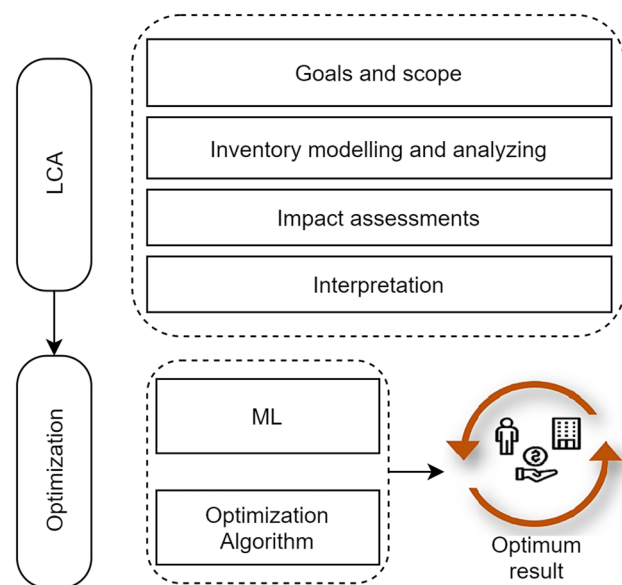 LCA
Goals and scope
Inventory modelling and analyzing
Impact assessments
Interpretation
Optimization
ML
Optimization
Algorithm
$
Optimum
result